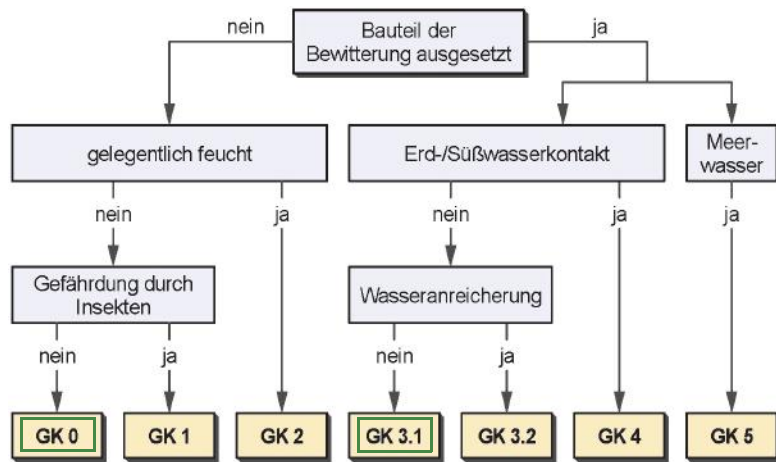 nein
Bauteil der
Bewitterung ausgesetzt
ja
gelegentlich feucht
Erd-/Süßwasserkontakt
Meer-
wasser
nein
ja
nein
ja
ja
Gefährdung durch
Insekten
Wasseranreicherung
nein
ja
nein
ja
GK 0
GK 1
GK 2
GK 3.1
GK 3.2
GK 4
GK 5